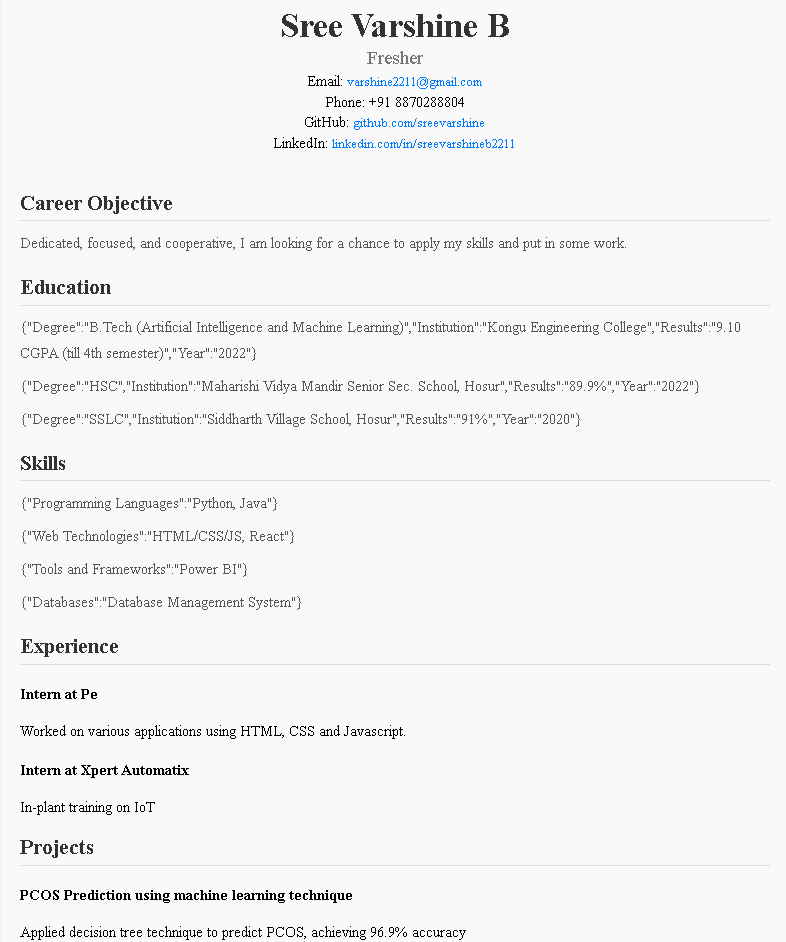 Sree Varshine B
Fresher
Email: varshine2211@gmail.com
Phone: +91 8870288804
GitHub: github.com/sreevarshine
LinkedIn: linkedin.com/in/sreevarshineb2211
Career Objective
Dedicated, focused, and cooperative, I am looking for a chance to apply my skills and put in some work.
Education
{"Degree":"B.Tech (Artificial Intelligence and Machine Learning)","Institution":"Kongu Engineering College","Results":"9.10
CGPA (till 4th semester)","Year":"2022"}
{"Degree":"HSC","Institution":"Maharishi Vidya Mandir Senior Sec. School, Hosur","Results":"89.9%","Year":"2022"}
{"Degree":"SSLC","Institution":"Siddharth Village School, Hosur","Results":"91%","Year":"2020"}
Skills
{"Programming Languages":"Python, Java"}
{"Web Technologies":"HTML/CSS/JS, React"}
{"Tools and Frameworks":"Power BI"}
{"Databases":"Database Management System"}
Experience
Intern at Pe
Worked on various applications using HTML, CSS and Javascript.
Intern at Xpert Automatix
In-plant training on IoT
Projects
PCOS Prediction using machine learning technique
Applied decision tree technique to predict PCOS, achieving 96.9% accuracy